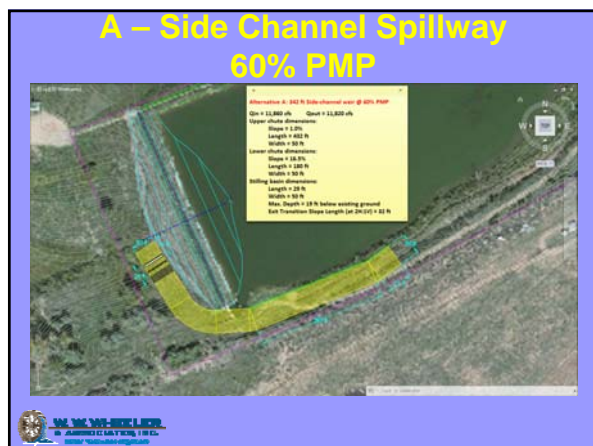 A – Side Channel Spillway
60% PMP
Alternative A: 342 ft Side-channel weir @ 60% PMP
Qin = 11,860 cfs Qout = 11,820 cfs
Upper chute dimensions:
Slope = 1.0%
Length = 402 ft
Width = 50 ft
Lower chute dimensions:
Slope = 16.5%
Length = 180 ft
Width = 50 ft
Stilling basin dimensions:
Length = 29 ft
Width = 50 ft
Max. Depth = 19 ft below existing ground
Exit Transition Slope Length (at 2H:1V) = 32 ft
N
W
TOP
S
W. W. WHEELER
& ASSOCIATES, INC.